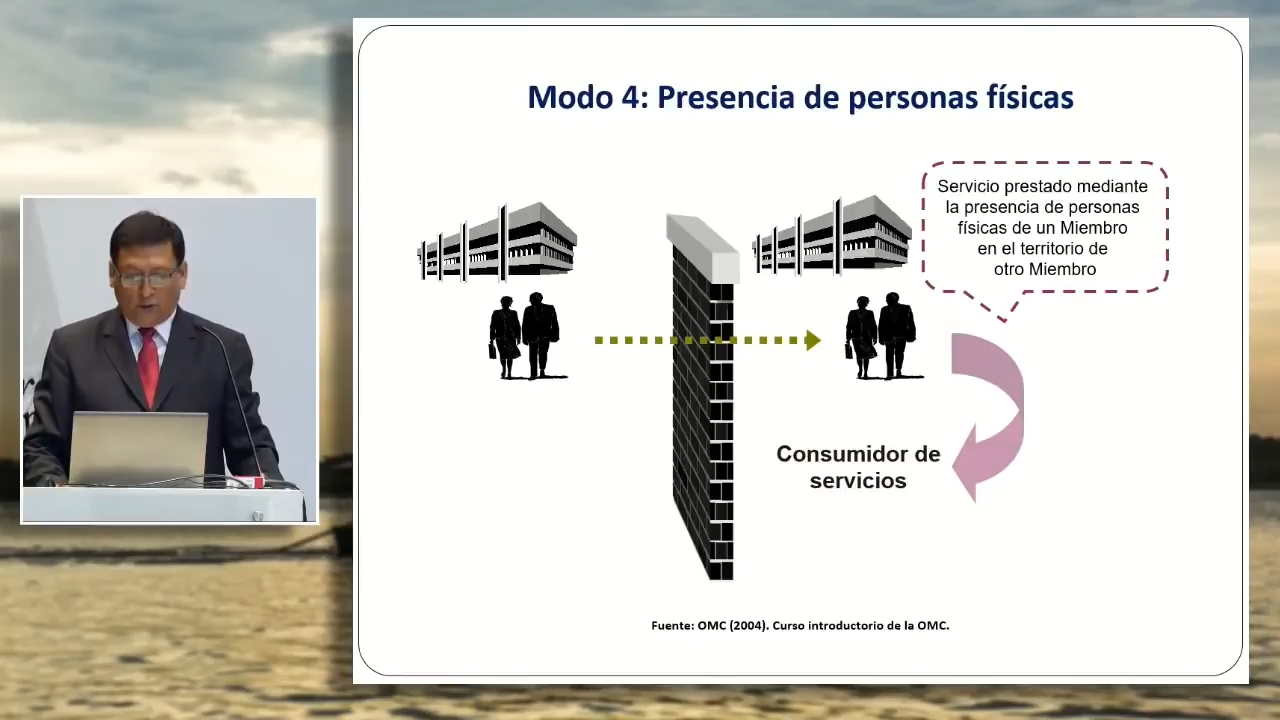 Modo 4: Presencia de personas físicas
Servicio prestado mediante
la presencia de personas
físicas de un Miembro
en el territorio de
otro Miembro
Consumidor de
servicios
Fuente: OMC (2004). Curso introductorio de la OMC.